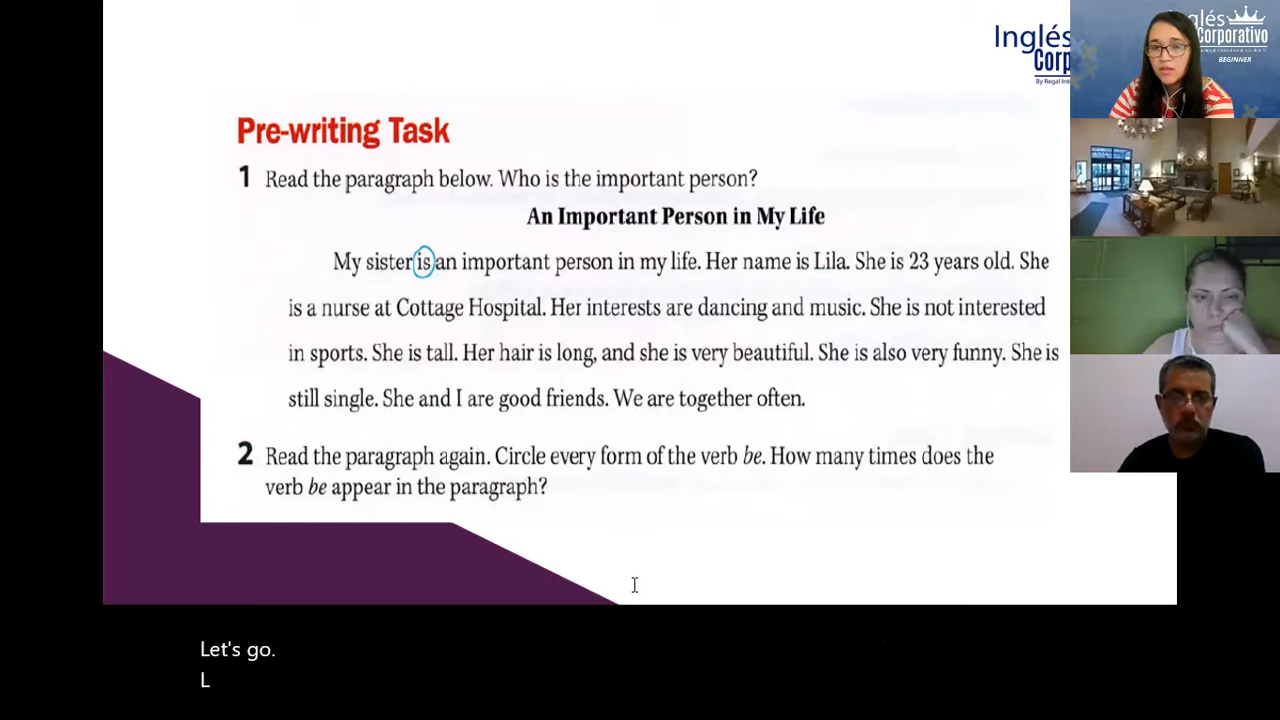 Inglés
Corp
By Regal Inte
glés
Corporativo
BEGINNER
Pre-writing Task
1 Read the paragraph below. Who is the important person?
An Important Person in My Life
My sister is an important person in my life. Her name is Lila. She is 23 years old. She
is a nurse at Cottage Hospital. Her interests are dancing and music. She is not interested
in sports. She is tall. Her hair is long, and she is very beautiful. She is also very funny. She is
still single. She and I are good friends. We are together often.
2 Read the paragraph again. Circle every form of the verb be. How many times does the
verb be appear in the paragraph?
Let's go.
L